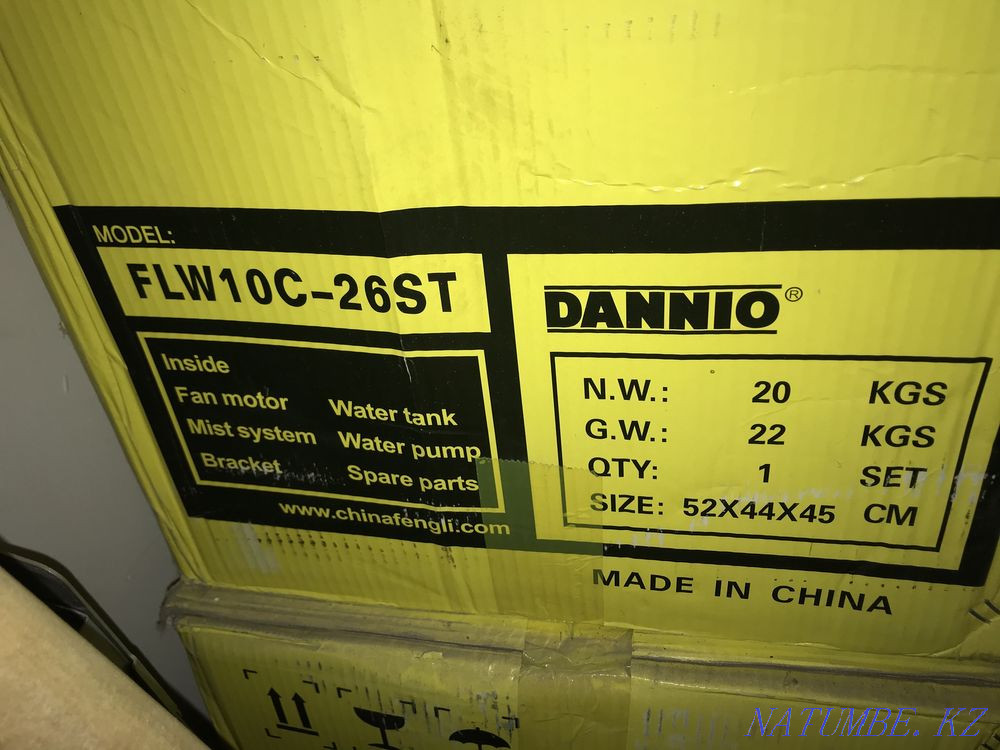 MODEL:
FLW10C-26ST
Inside
Fan motor Water tank
Mist system Water pump
Bracket Spare parts
www.chinafengli.com
DANNIO®
N.W.: 20 KGS
G.W.: 22 KGS
QTY: 1 SET
SIZE: 52X44X45 CM
MADE IN CHINA
NATUMBE.KZ